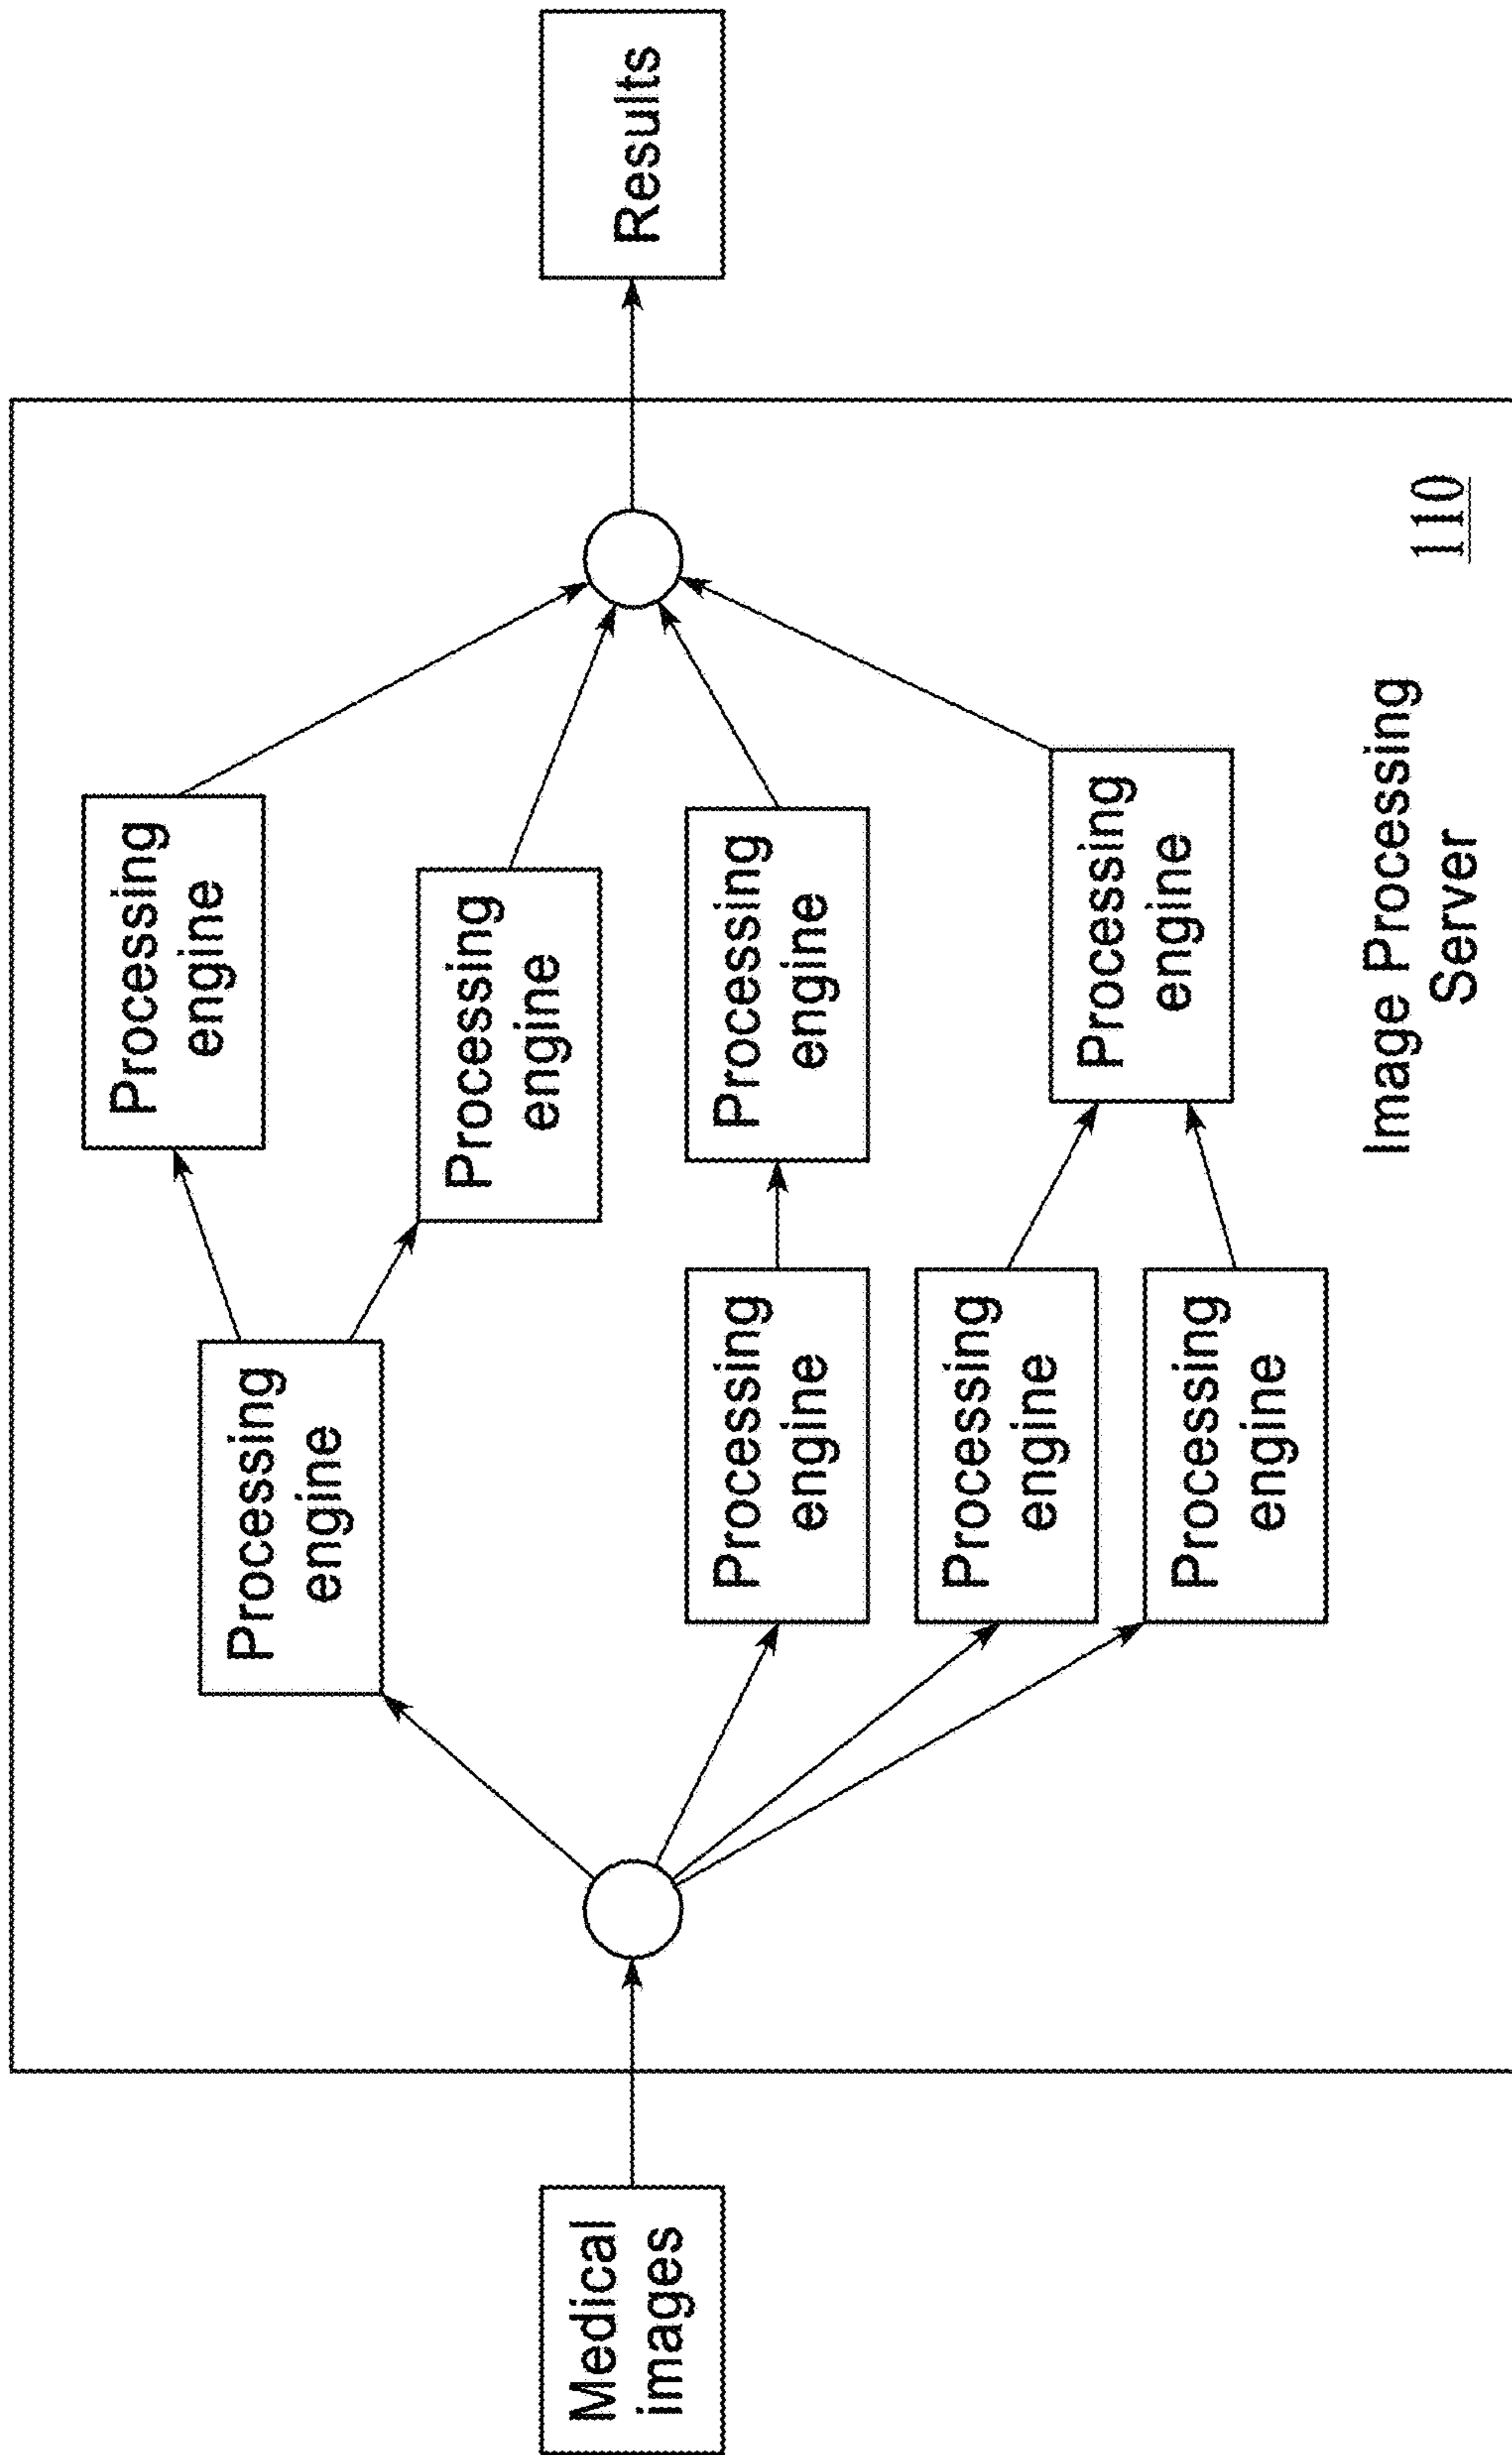 Medical
images
Processing
engine
Processing
engine
Processing
engine
Processing
engine
Processing
engine
Processing
engine
Processing
engine
Processing
engine
Results
Image Processing
Server
110